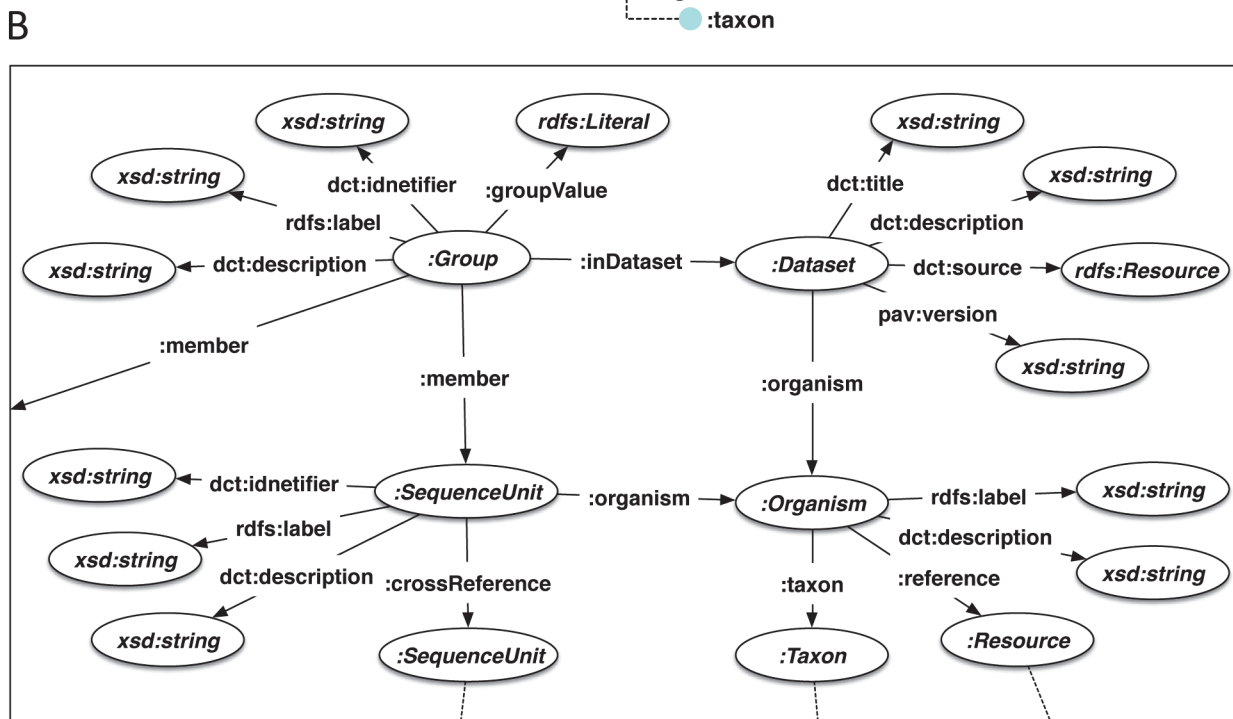 :taxon
B
xsd:string
rdfs:Literal
xsd:string
xsd:string
dct:idnetifier
:groupValue
dct:title
xsd:string
rdfs:label
dct:description
xsd:string
dct:description
:Group
:inDataset
:Dataset
dct:source
rdfs:Resource
pav:version
:member
xsd:string
:member
:organism
xsd:string
dct:idnetifier
:SequenceUnit
:organism
:Organism
rdfs:label
xsd:string
rdfs:label
dct:description
xsd:string
dct:description
:crossReference
:taxon
:reference
xsd:string
xsd:string
:SequenceUnit
:Taxon
:Resource